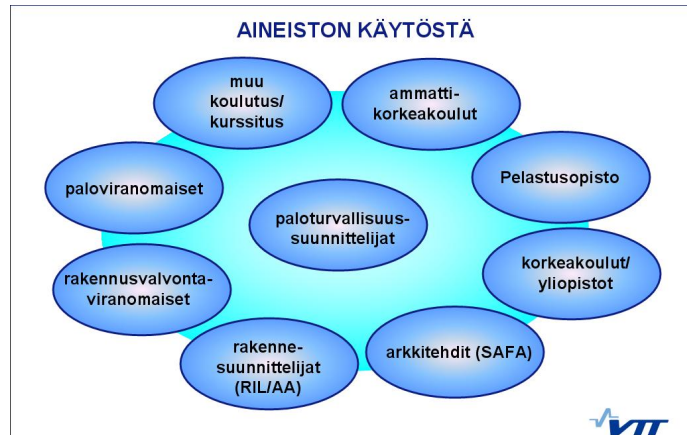 AINEISTON KÄYTÖSTÄ
muu
koulutus/
kurssitus
ammatti-
korkeakoulut
paloviranomaiset
Pelastusopisto
paloturvallisuus-
suunnittelijat
rakennusvalvonta-
viranomaiset
korkeakoulut/
yliopistot
rakenne-
suunnittelijat
(RIL/AA)
arkkitehdit (SAFA)
VTT